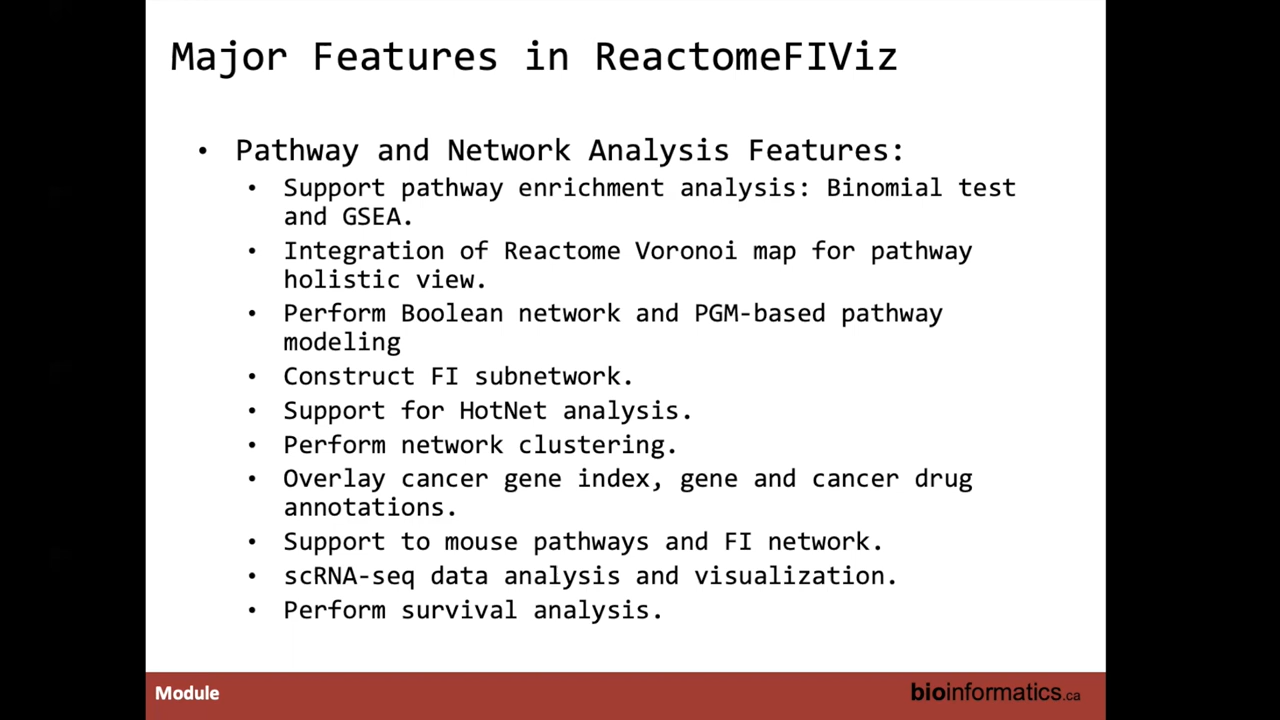 Major Features in ReactomeFIViz
• Pathway and Network Analysis Features:
• Support pathway enrichment analysis: Binomial test
and GSEA.
• Integration of Reactome Voronoi map for pathway
holistic view.
• Perform Boolean network and PGM-based pathway
modeling
• Construct FI subnetwork.
• Support for HotNet analysis.
• Perform network clustering.
• Overlay cancer gene index, gene and cancer drug
annotations.
• Support to mouse pathways and FI network.
• scRNA-seq data analysis and visualization.
• Perform survival analysis.
Module
bioinformatics.ca